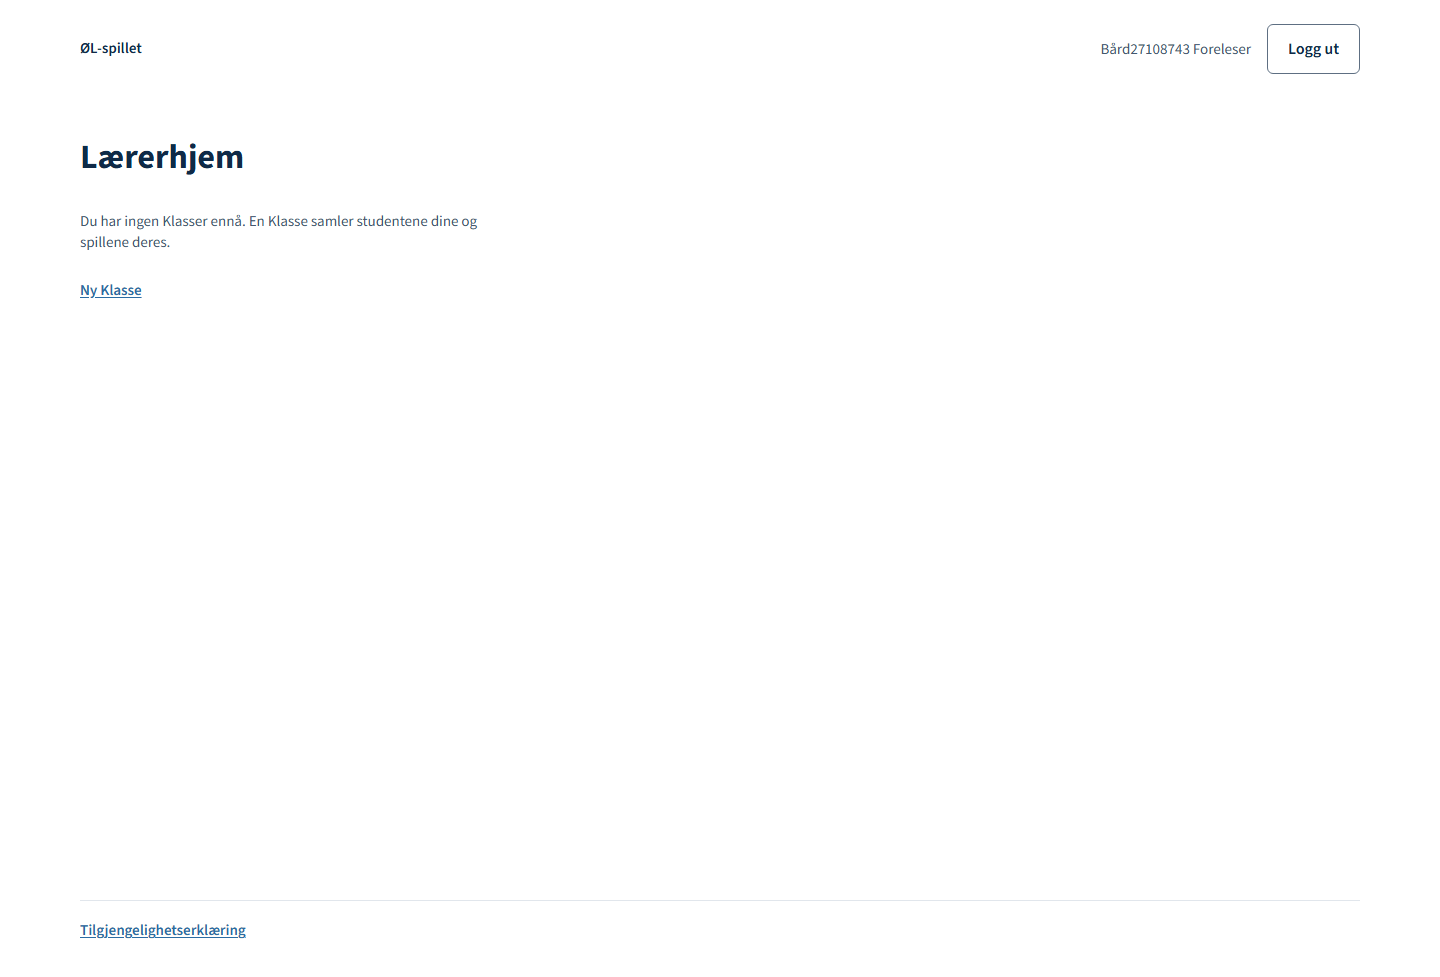 ØL-spillet
Bård27108743 Foreleser
Logg ut
Lærerhjem
Du har ingen Klasser ennå. En Klasse samler studentene dine og
spillene deres.
Ny Klasse
Tilgjengelighetserklæring